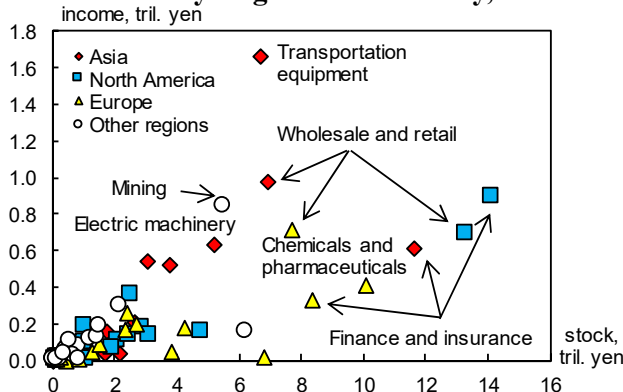 income, tril. yen
1.8
1.6
1.4
1.2
1.0
0.8
0.6
0.4
0.2
0.0
Asia
North America
Europe
Other regions
Transportation
equipment
Wholesale and retail
Mining
Electric machinery
Chemicals and
pharmaceuticals
Finance and insurance
stock,
tril. yen
0 2 4 6 8 10 12 14 16